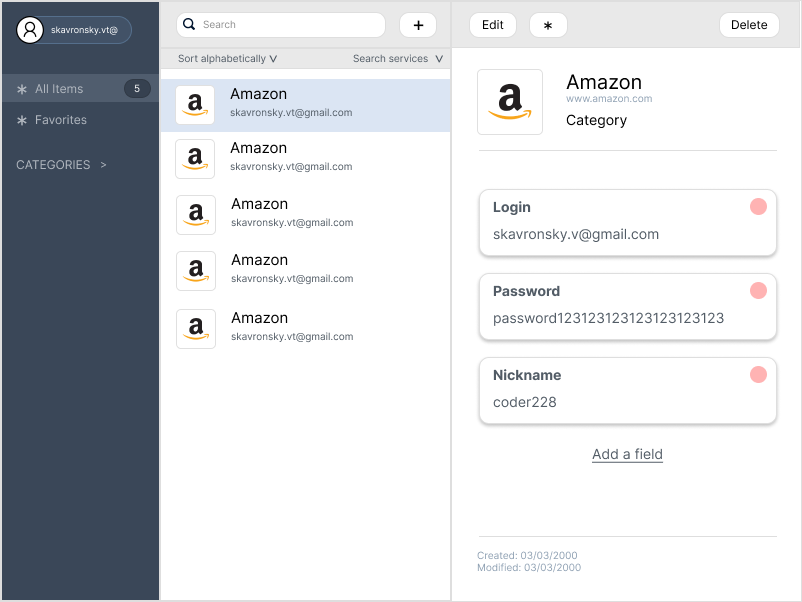 skavronsky.vt@
All Items 5
Favorites
CATEGORIES >
Search +
Sort alphabetically V Search services V
a Amazon
skavronsky.vt@gmail.com
a Amazon
skavronsky.vt@gmail.com
a Amazon
skavronsky.vt@gmail.com
a Amazon
skavronsky.vt@gmail.com
a Amazon
skavronsky.vt@gmail.com
Edit * Delete
a Amazon
www.amazon.com
Category
Login
skavronsky.v@gmail.com
Password
password123123123123123123
Nickname
coder228
Add a field
Created: 03/03/2000
Modified: 03/03/2000